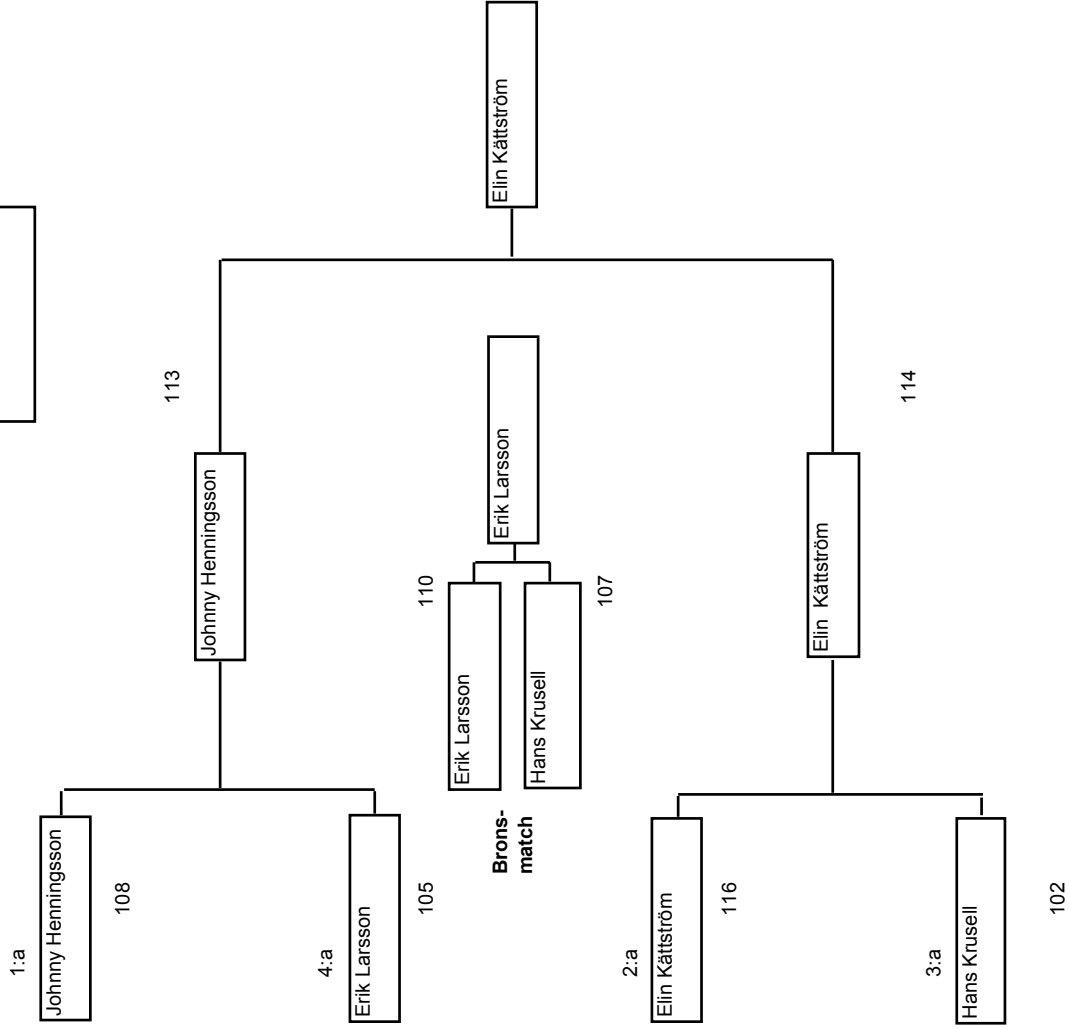 1:a
Johnny Henningsson
108
4:a
Erik Larsson
105
2:a
Elin Kättström
116
3:a
Hans Krusell
102
Brons-
match
110
Erik Larsson
Hans Krusell
107
Erik Larsson
Johnny Henningsson
113
Elin  Kättström
114
Elin Kättström